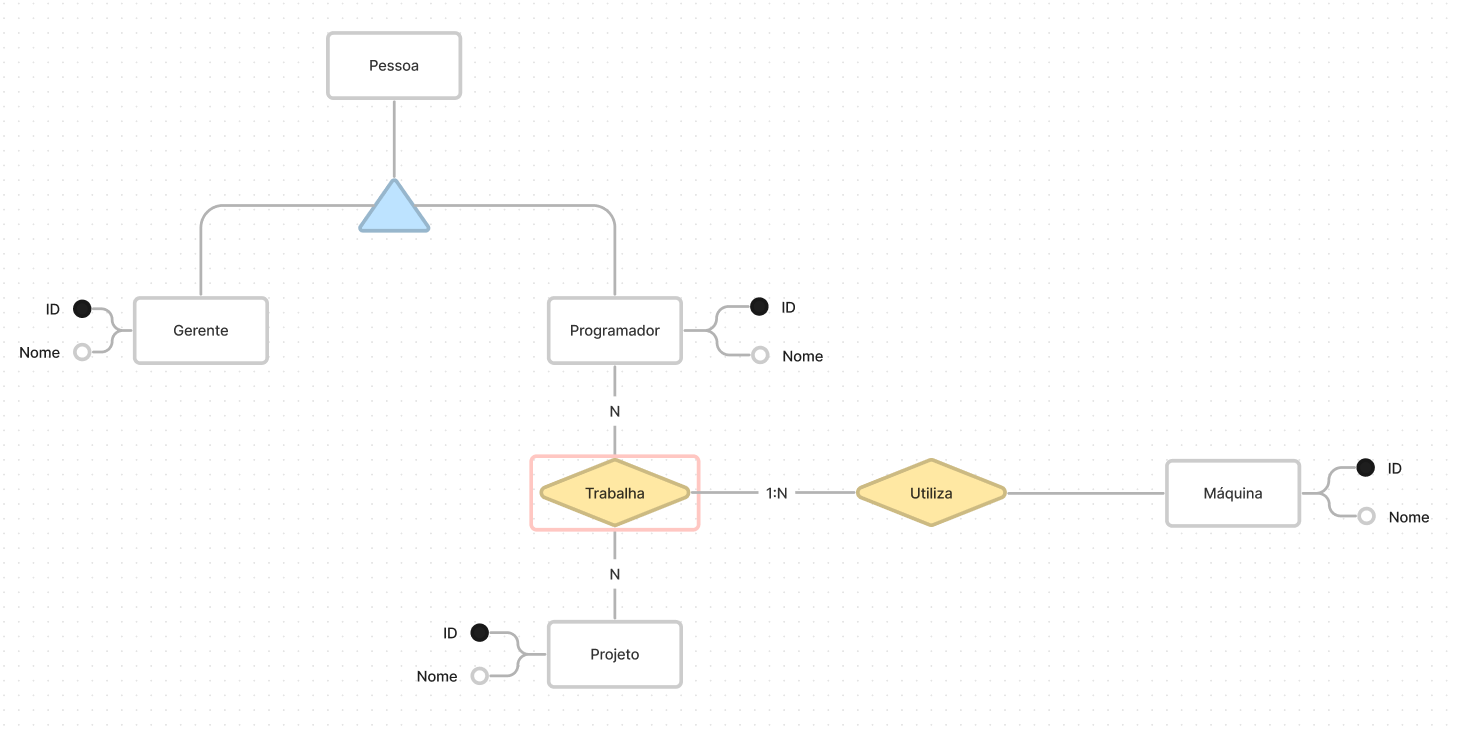 Pessoa
ID
Nome
Gerente
Programador
ID
Nome
N
Trabalha
1:N
Utiliza
Máquina
ID
Nome
N
ID
Nome
Projeto